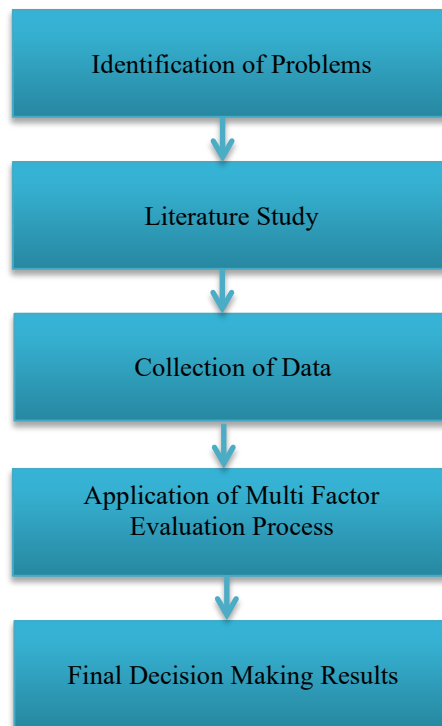 Identification of Problems
Literature Study
Collection of Data
Application of Multi Factor
Evaluation Process
Final Decision Making Results